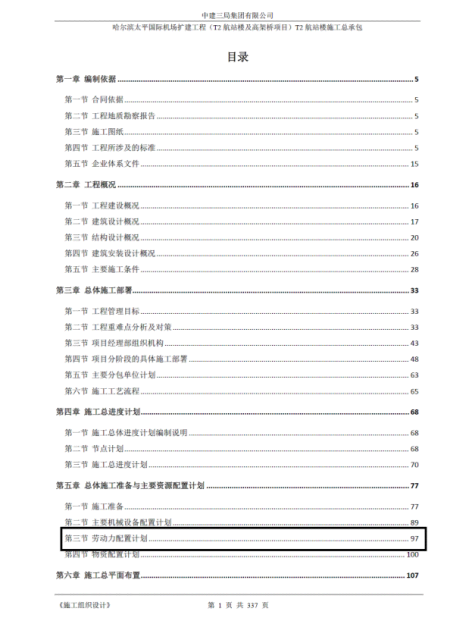 中建三局集团有限公司
哈尔滨太平国际机场扩建工程（T2航站楼及高架桥项目）T2航站楼施工总承包
目录
第一章 编制依据 5
第一节 合同依据 5
第二节 工程地质勘察报告 5
第三节 施工图纸 5
第四节 工程所涉及的标准 5
第五节 企业体系文件 15
第二章 工程概况 16
第一节 工程建设概况 16
第二节 建筑设计概况 17
第三节 结构设计概况 20
第四节 建筑安装设计概况 26
第五节 主要施工条件 28
第三章 总体施工部署 33
第一节 工程管理目标 33
第二节 工程重难点分析及对策 33
第三节 项目经理部组织机构 43
第四节 项目分阶段的具体施工部署 48
第五节 主要分包单位计划 63
第六节 施工工艺流程 65
第四章 施工总进度计划 68
第一节 施工总体进度计划编制说明 68
第二节 节点计划 68
第三节 施工总进度计划 70
第五章 总体施工准备与主要资源配置计划 77
第一节 施工准备 77
第二节 主要机械设备配置计划 89
第三节 劳动力配置计划 97
第四节 物资配置计划 100
第六章 施工总平面布置 107
《施工组织设计》 第 1 页 共 337 页